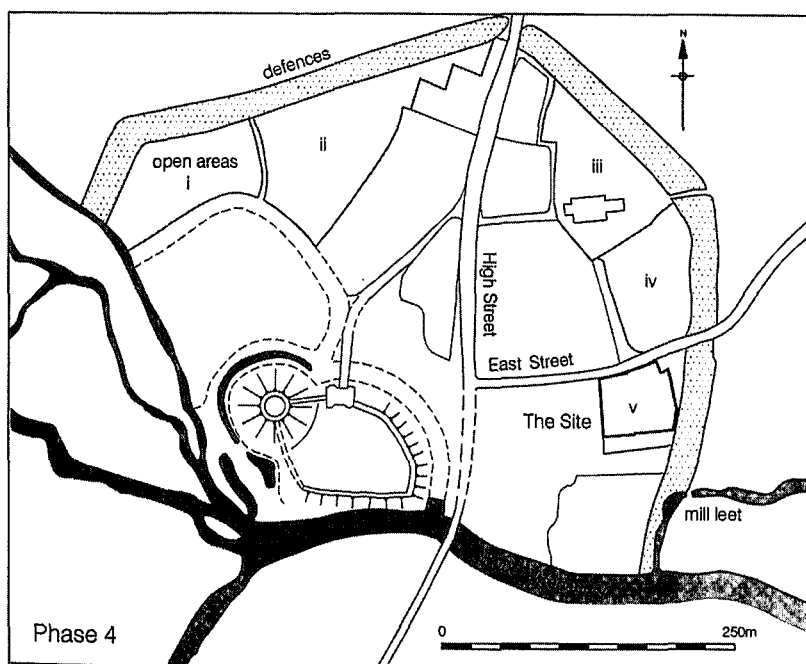 N
defences
ii
open areas
i
iii
High Street
iv
East Street
The Site
v
mill leet
Phase 4
0
250m